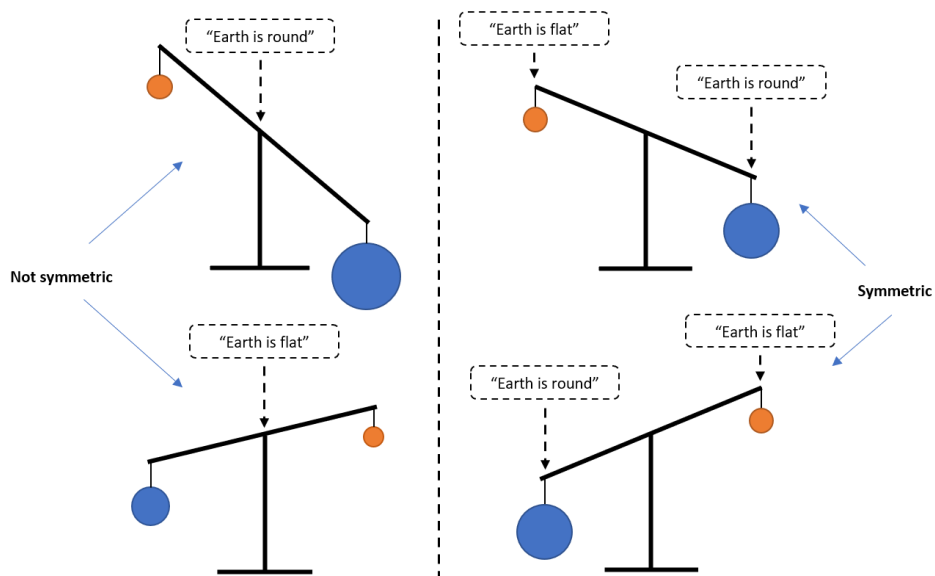 “Earth is round”
Not symmetric
“Earth is flat”
“Earth is flat”
“Earth is round”
Symmetric
“Earth is flat”
“Earth is round”